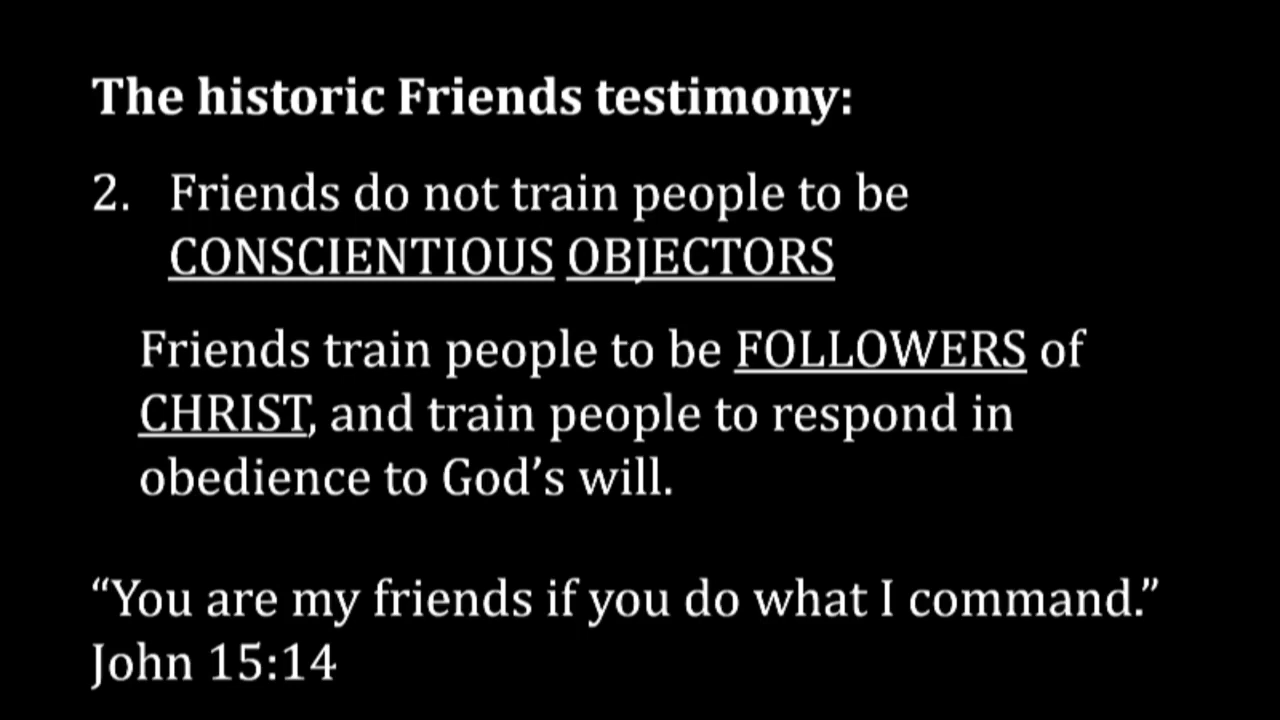 The historic Friends testimony:
2. Friends do not train people to be
CONSCIENTIOUS OBJECTORS
Friends train people to be FOLLOWERS of
CHRIST, and train people to respond in
obedience to God’s will.
“You are my friends if you do what I command.”
John 15:14